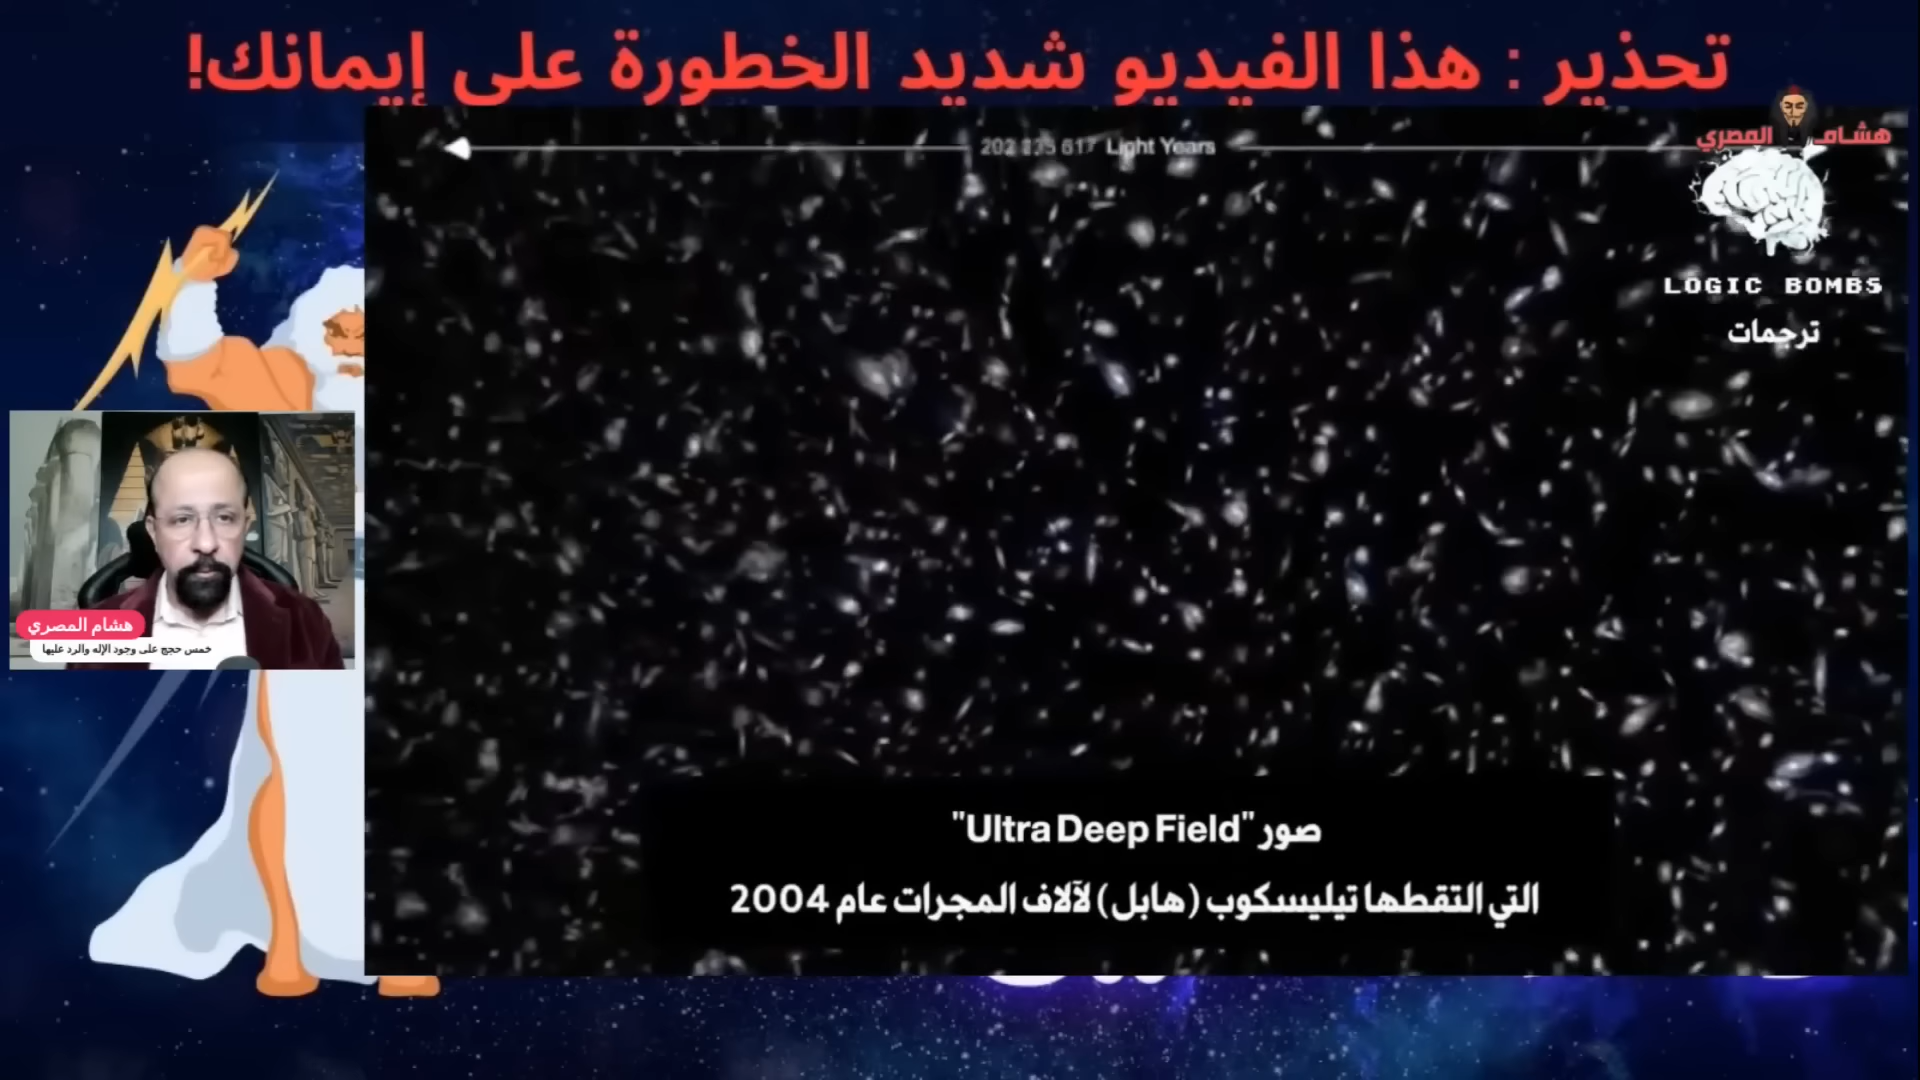 تحذير : هذا الفيديو شديد الخطورة على إيمانك!
هشام المصري
Light Years
LOGIC BOMBS
ترجمات
هشام المصري
خمس حجج على وجود الإله والرد عليها
صور "Ultra Deep Field"
التي التقطها تيليسكوب (هابل) لآلاف المجرات عام 2004